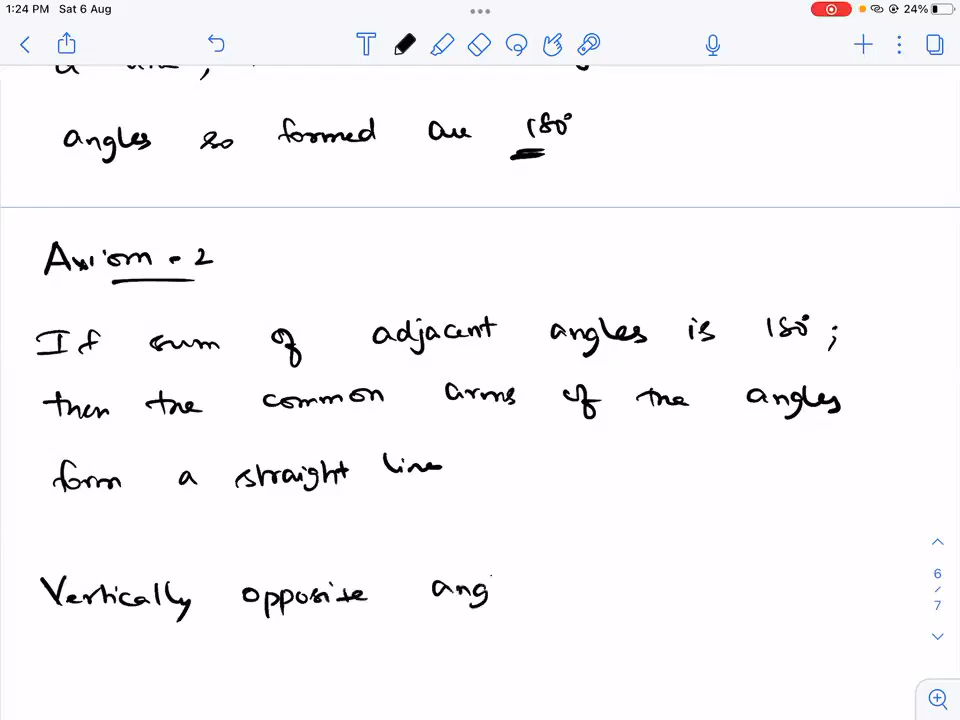 1:24 PM Sat 6 Aug
24%
angles so formed are 180°
Axiom - 2
If sum of adjacent angles is 180°;
then the common arms of the angles
form a straight line
Vertically opposite ang
6
/
7